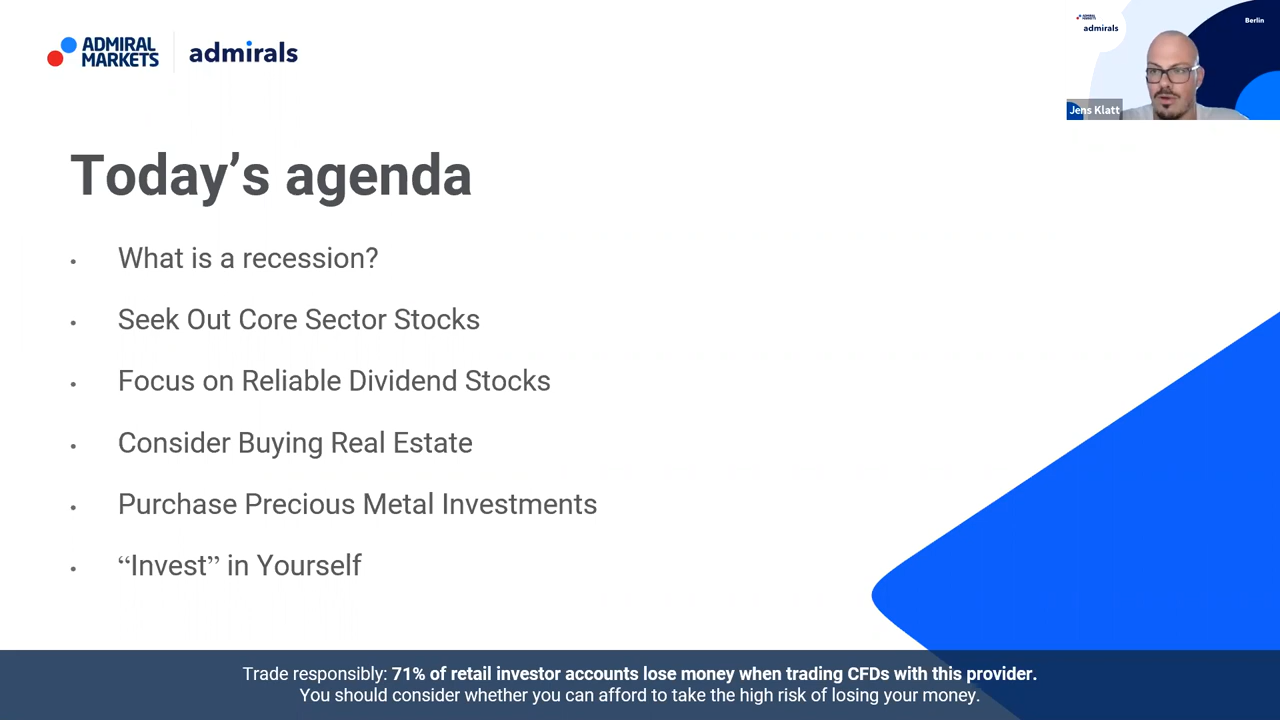 ADMIRAL
MARKETS
admirals
ADMIRAL
MARKETS
admirals
Berlin
Jens Klatt
Today’s agenda
• What is a recession?
• Seek Out Core Sector Stocks
• Focus on Reliable Dividend Stocks
• Consider Buying Real Estate
• Purchase Precious Metal Investments
• “Invest” in Yourself
Trade responsibly: 71% of retail investor accounts lose money when trading CFDs with this provider.
You should consider whether you can afford to take the high risk of losing your money.